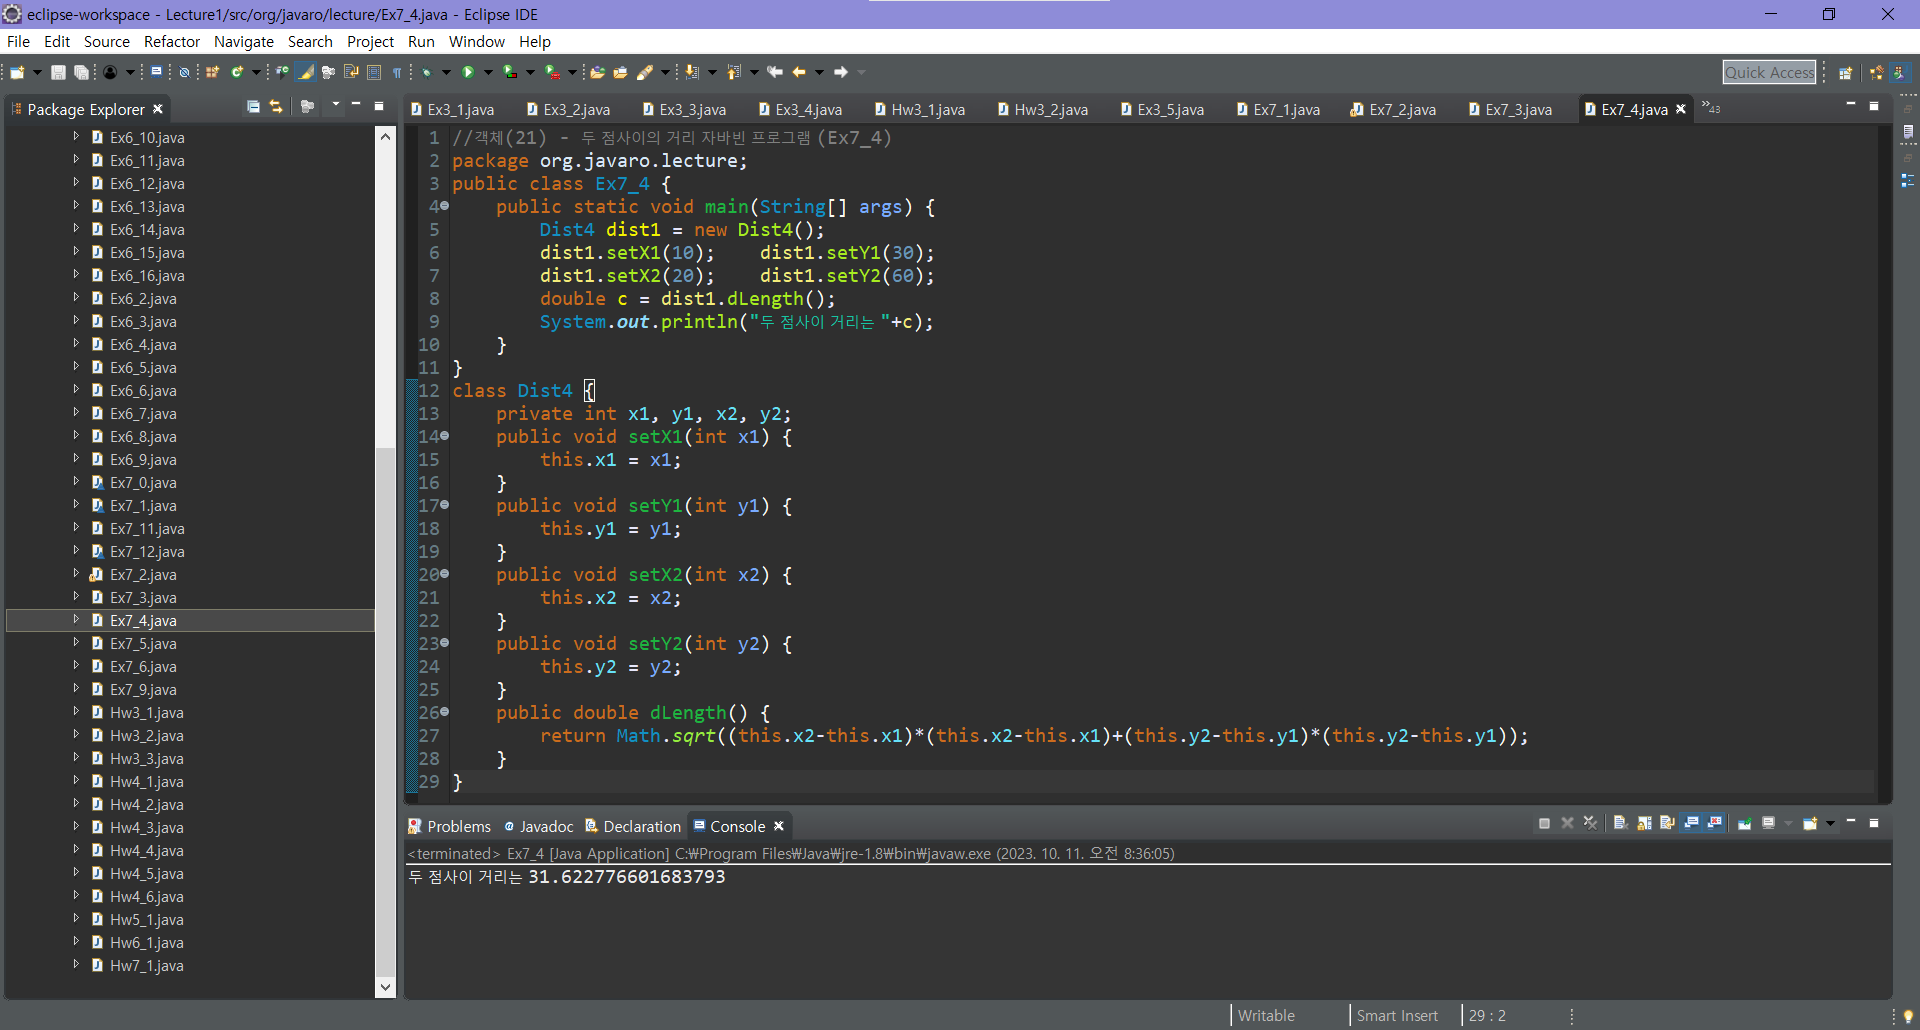 eclipse-workspace - Lecture1/src/org/javaro/lecture/Ex7_4.java - Eclipse IDE
File Edit Source Refactor Navigate Search Project Run Window Help
Quick Access
Package Explorer
Ex6_10.java
Ex6_11.java
Ex6_12.java
Ex6_13.java
Ex6_14.java
Ex6_15.java
Ex6_16.java
Ex6_2.java
Ex6_3.java
Ex6_4.java
Ex6_5.java
Ex6_6.java
Ex6_7.java
Ex6_8.java
Ex6_9.java
Ex7_0.java
Ex7_1.java
Ex7_11.java
Ex7_12.java
Ex7_2.java
Ex7_3.java
Ex7_4.java
Ex7_5.java
Ex7_6.java
Ex7_9.java
Hw3_1.java
Hw3_2.java
Hw3_3.java
Hw4_1.java
Hw4_2.java
Hw4_3.java
Hw4_4.java
Hw4_5.java
Hw4_6.java
Hw5_1.java
Hw6_1.java
Hw7_1.java
Ex3_1.java Ex3_2.java Ex3_3.java Ex3_4.java Hw3_1.java Hw3_2.java Ex3_5.java Ex7_1.java Ex7_2.java Ex7_3.java Ex7_4.java »43
1 //객체(21) - 두 점사이의 거리 자바빈 프로그램 (Ex7_4)
2 package org.javaro.lecture;
3 public class Ex7_4 {
4 public static void main(String[] args) {
5 Dist4 dist1 = new Dist4();
6 dist1.setX1(10); dist1.setY1(30);
7 dist1.setX2(20); dist1.setY2(60);
8 double c = dist1.dLength();
9 System.out.println("두 점사이 거리는 "+c);
10 }
11 }
12 class Dist4 {
13 private int x1, y1, x2, y2;
14 public void setX1(int x1) {
15 this.x1 = x1;
16 }
17 public void setY1(int y1) {
18 this.y1 = y1;
19 }
20 public void setX2(int x2) {
21 this.x2 = x2;
22 }
23 public void setY2(int y2) {
24 this.y2 = y2;
25 }
26 public double dLength() {
27 return Math.sqrt((this.x2-this.x1)*(this.x2-this.x1)+(this.y2-this.y1)*(this.y2-this.y1));
28 }
29 }
Problems Javadoc Declaration Console
<terminated> Ex7_4 [Java Application] C:₩Program Files₩Java₩jre-1.8₩bin₩javaw.exe (2023. 10. 11. 오전 8:36:05)
두 점사이 거리는 31.622776601683793
Writable Smart Insert 29 : 2